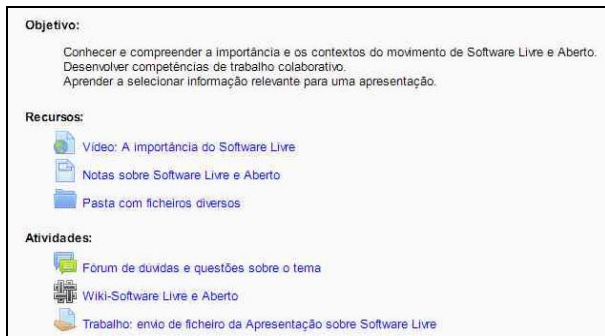 Objetivo:
Conhecer e compreender a importância e os contextos do movimento de Software Livre e Aberto.
Desenvolver competências de trabalho colaborativo.
Aprender a selecionar informação relevante para uma apresentação.
Recursos:
Vídeo: A importância do Software Livre
Notas sobre Software Livre e Aberto
Pasta com ficheiros diversos
Atividades:
Fórum de dúvidas e questões sobre o tema
Wiki-Software Livre e Aberto
Trabalho: envio de ficheiro da Apresentação sobre Software Livre